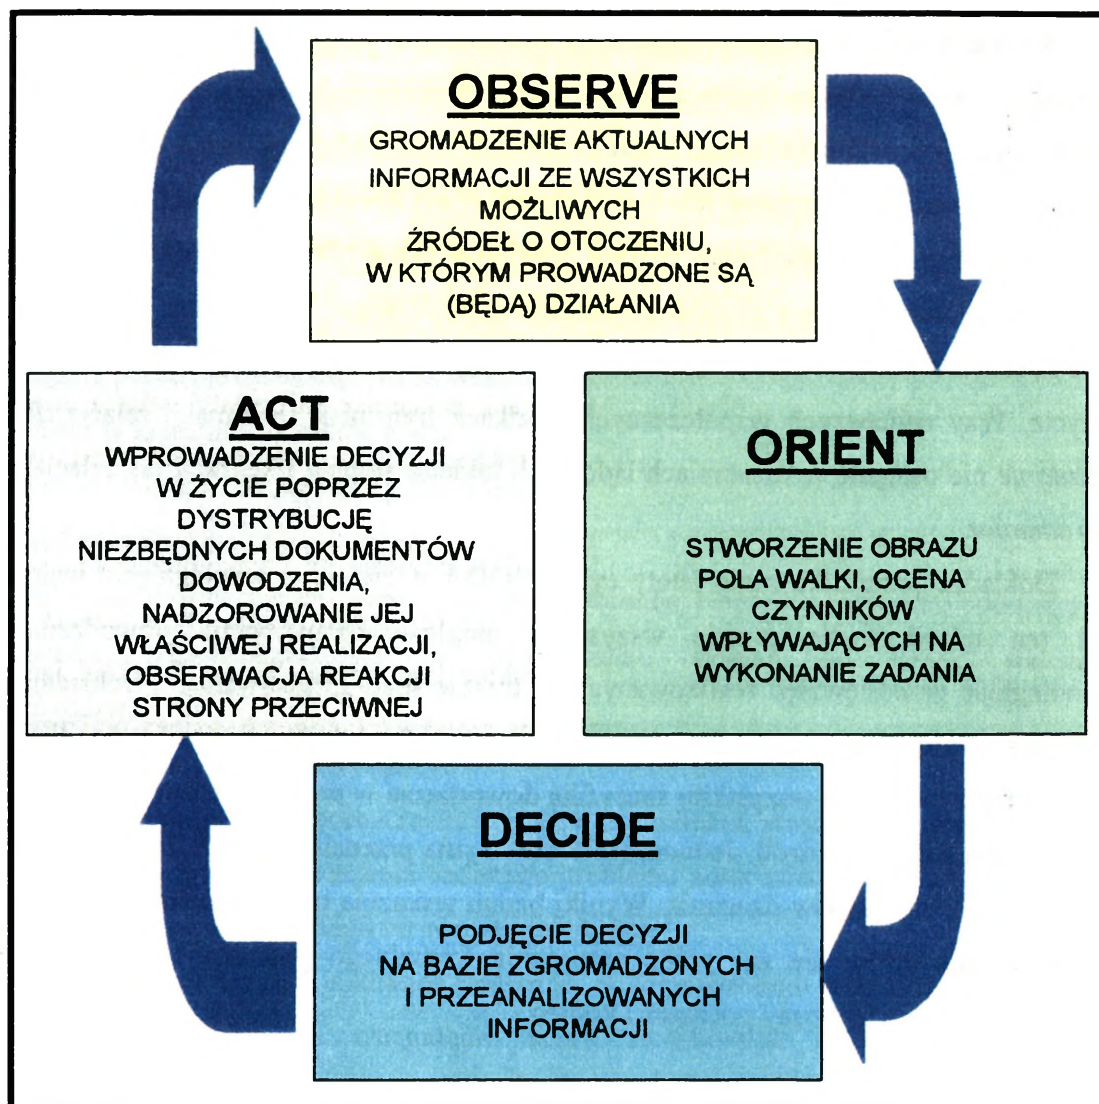 OBSERVE
GROMADZENIE AKTUALNYCH
INFORMACJI ZE WSZYSTKICH
MOŻLIWYCH
ŹRÓDEŁ O OTOCZENIU,
W KTÓRYM PROWADZONE SĄ
(BĘDĄ) DZIAŁANIA
ORIENT
STWORZENIE OBRAZU
POLA WALKI, OCENA
CZYNNIKÓW
WPŁYWAJĄCYCH NA
WYKONANIE ZADANIA
DECIDE
PODJĘCIE DECYZJI
NA BAZIE ZGROMADZONYCH
I PRZEANALIZOWANYCH
INFORMACJI
ACT
WPROWADZENIE DECYZJI
W ŻYCIE POPRZEZ
DYSTRYBUCJĘ
NIEZBĘDNYCH DOKUMENTÓW
DOWODZENIA,
NADZOROWANIE JEJ
WŁAŚCIWEJ REALIZACJI,
OBSERWACJA REAKCJI
STRONY PRZECIWNEJ